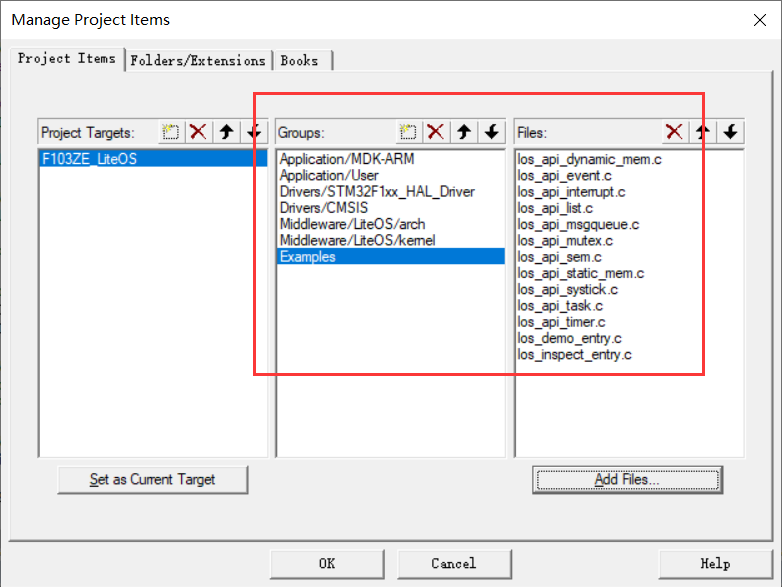 Manage Project Items
Project Items
Folders/Extensions
Books
Project Targets:
F103ZE_LiteOS
Groups:
Application/MDK-ARM
Application/User
Drivers/STM32F1xx_HAL_Driver
Drivers/CMSIS
Middleware/LiteOS/arch
Middleware/LiteOS/kernel
Examples
Files:
los_api_dynamic_mem.c
los_api_event.c
los_api_interrupt.c
los_api_list.c
los_api_msgqueue.c
los_api_mutex.c
los_api_sem.c
los_api_static_mem.c
los_api_systick.c
los_api_task.c
los_api_timer.c
los_demo_entry.c
los_inspect_entry.c
Set as Current Target
Add Files...
OK
Cancel
Help